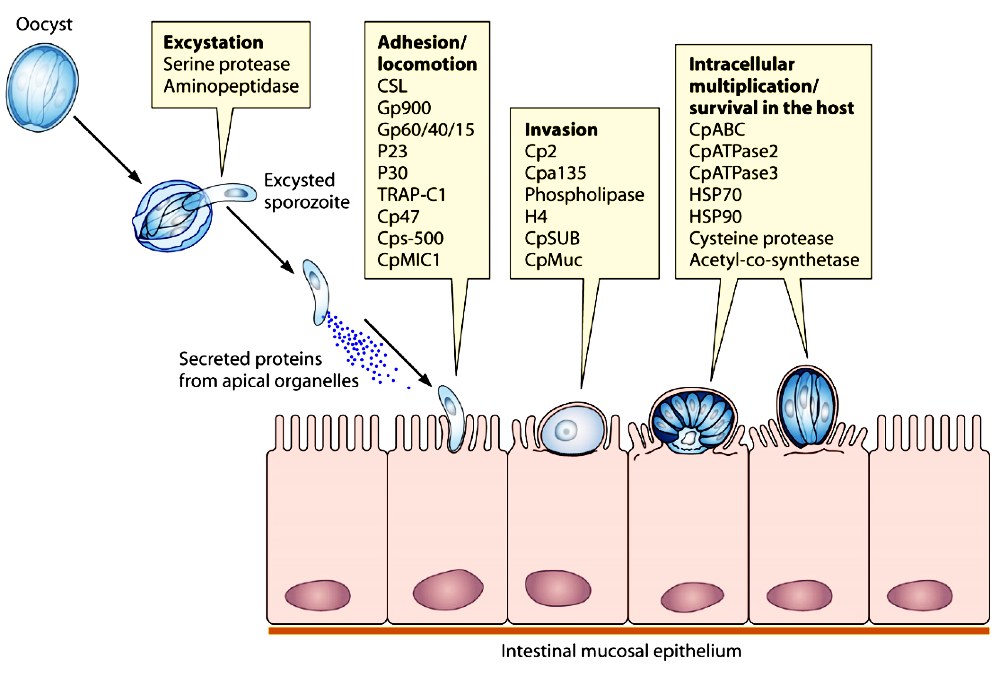 Oocyst
Excystation
Serine protease
Aminopeptidase
Excysted
sporozoite
Secreted proteins
from apical organelles
Adhesion/
locomotion
CSL
Gp900
Gp60/40/15
P23
P30
TRAP-C1
Cp47
Cps-500
CpMIC1
Invasion
Cp2
Cpa135
Phospholipase
H4
CpSUB
CpMuc
Intracellular
multiplication/
survival in the host
CpABC
CpATPase2
CpATPase3
HSP70
HSP90
Cysteine protease
Acetyl-co-synthetase
Intestinal mucosal epithelium